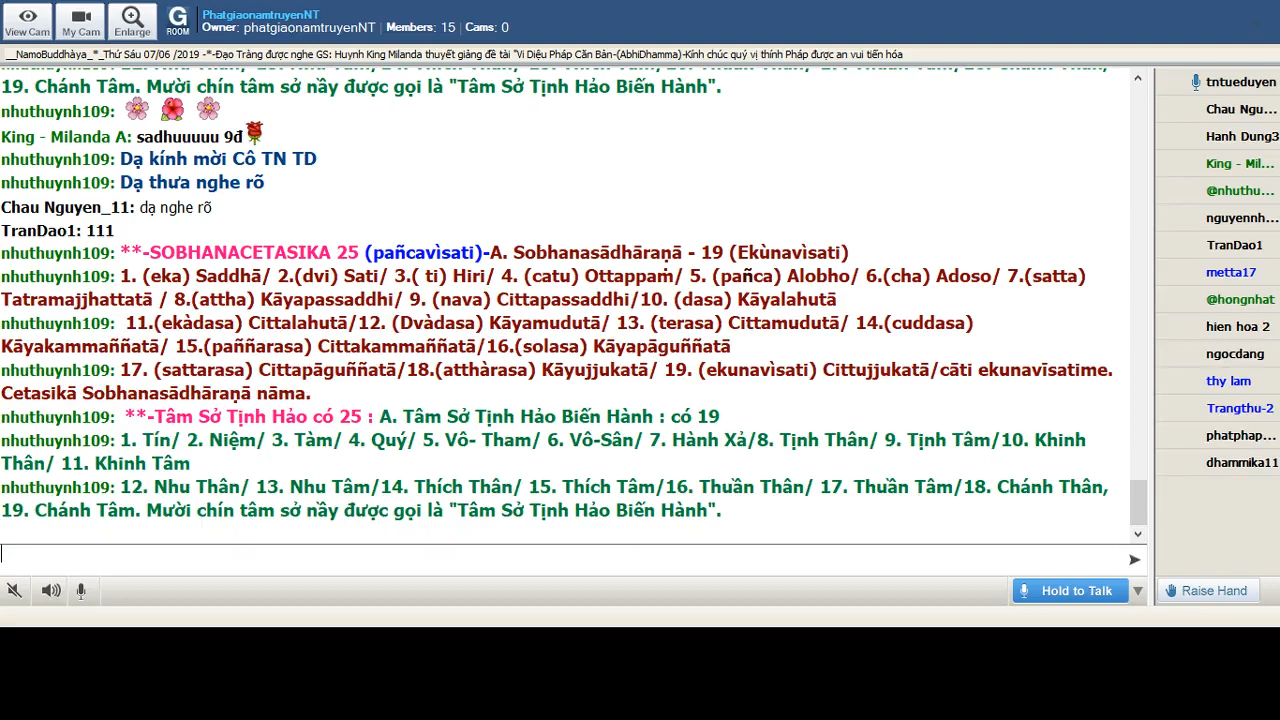 View Cam
My Cam
Enlarge
G
ROOM
PhatgiaonamtruyenNT
Owner: phatgiaonamtruyenNT | Members: 15 | Cams: 0
__NamoBuddhàya_*_Thứ Sáu 07/06 /2019 -*-Đạo Tràng được nghe GS: Huynh King Milanda thuyết giảng đề tài "Vi Diệu Pháp Căn Bản-(AbhiDhamma)-Kính chúc quý vị thính Pháp được an vui tiến hóa
19. Chánh Tâm. Mười chín tâm sở nầy được gọi là "Tâm Sở Tịnh Hảo Biến Hành".
nhuthuynh109:
King - Milanda A: sadhuuuuu 9đ
nhuthuynh109: Dạ kính mời Cô TN TD
nhuthuynh109: Dạ thưa nghe rõ
Chau Nguyen_11: dạ nghe rõ
TranDao1: 111
nhuthuynh109: **-SOBHANACETASIKA 25 (pañcavìsati)-A. Sobhanasādhāraṇā - 19 (Ekùnavìsati)
nhuthuynh109: 1. (eka) Saddhā/ 2.(dvi) Sati/ 3.( ti) Hiri/ 4. (catu) Ottappaṁ/ 5. (pañca) Alobho/ 6.(cha) Adoso/ 7.(satta)
Tatramajjhattatā / 8.(attha) Kāyapassaddhi/ 9. (nava) Cittapassaddhi/10. (dasa) Kāyalahutā
nhuthuynh109: 11.(ekàdasa) Cittalahutā/12. (Dvàdasa) Kāyamudutā/ 13. (terasa) Cittamudutā/ 14.(cuddasa)
Kāyakammaññatā/ 15.(paññarasa) Cittakammaññatā/16.(solasa) Kāyapāguññatā
nhuthuynh109: 17. (sattarasa) Cittapāguññatā/18.(atthàrasa) Kāyujjukatā/ 19. (ekunavìsati) Cittujjukatā/cāti ekunavīsatime.
Cetasikā Sobhanasādhāraṇā nāma.
nhuthuynh109: **-Tâm Sở Tịnh Hảo có 25 : A. Tâm Sở Tịnh Hảo Biến Hành : có 19
nhuthuynh109: 1. Tín/ 2. Niệm/ 3. Tàm/ 4. Quý/ 5. Vô- Tham/ 6. Vô-Sân/ 7. Hành Xả/8. Tịnh Thân/ 9. Tịnh Tâm/10. Khinh
Thân/ 11. Khinh Tâm
nhuthuynh109: 12. Nhu Thân/ 13. Nhu Tâm/14. Thích Thân/ 15. Thích Tâm/16. Thuần Thân/ 17. Thuần Tâm/18. Chánh Thân,
19. Chánh Tâm. Mười chín tâm sở nầy được gọi là "Tâm Sở Tịnh Hảo Biến Hành".
Hold to Talk
tntueduyen
Chau Ngu...
Hanh Dung3
King - Mil...
@nhuthu...
nguyennh...
TranDao1
metta17
@hongnhat
hien hoa 2
ngocdang
thy lam
Trangthu-2
phatphap...
dhammika11
Raise Hand